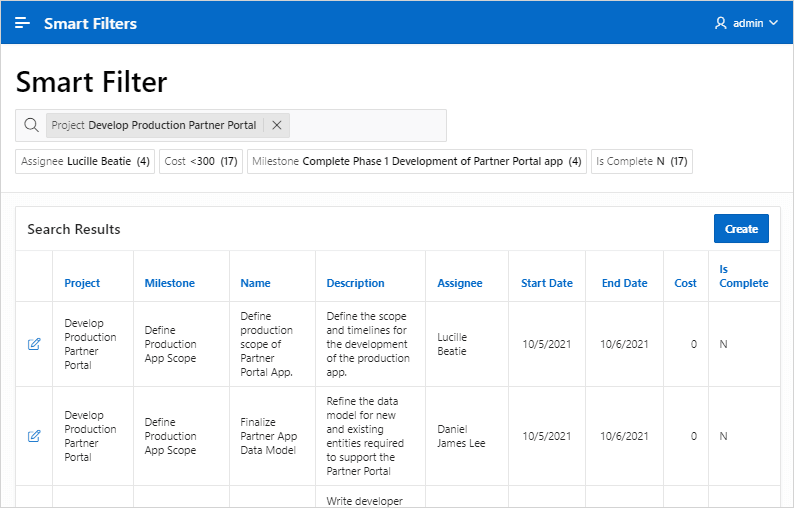 Smart Filters
admin
Smart Filter
Project Develop Production Partner Portal
Assignee Lucille Beatie (4)
Cost <300 (17)
Milestone Complete Phase 1 Development of Partner Portal app (4)
Is Complete N (17)
Search Results
Create
Project
Milestone
Name
Description
Assignee
Start Date
End Date
Cost
Is
Complete
Develop
Production
Partner
Portal
Define
Production
App Scope
Define
production
scope of
Partner
Portal App.
Define the scope
and timelines for
the development
of the production
app.
Lucille
Beatie
10/5/2021
10/6/2021
0
N
Develop
Production
Partner
Portal
Define
Production
App Scope
Finalize
Partner App
Data Model
Refine the data
model for new
and existing
entities required
to support the
Partner Portal
Daniel
James Lee
10/5/2021
10/6/2021
0
N
Write developer